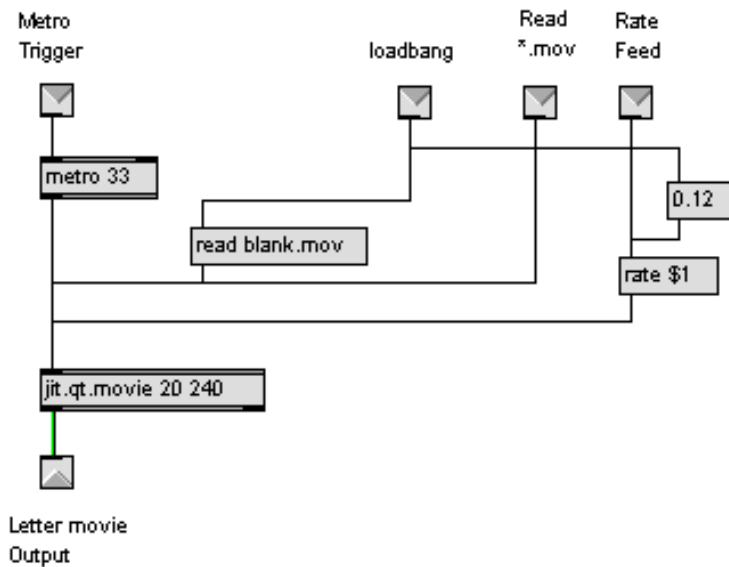 Metro
Trigger
loadbang
Read
*.mov
Rate
Feed
metro 33
0.12
read blank.mov
rate $1
jit.qt.movie 20 240
Letter movie
Output